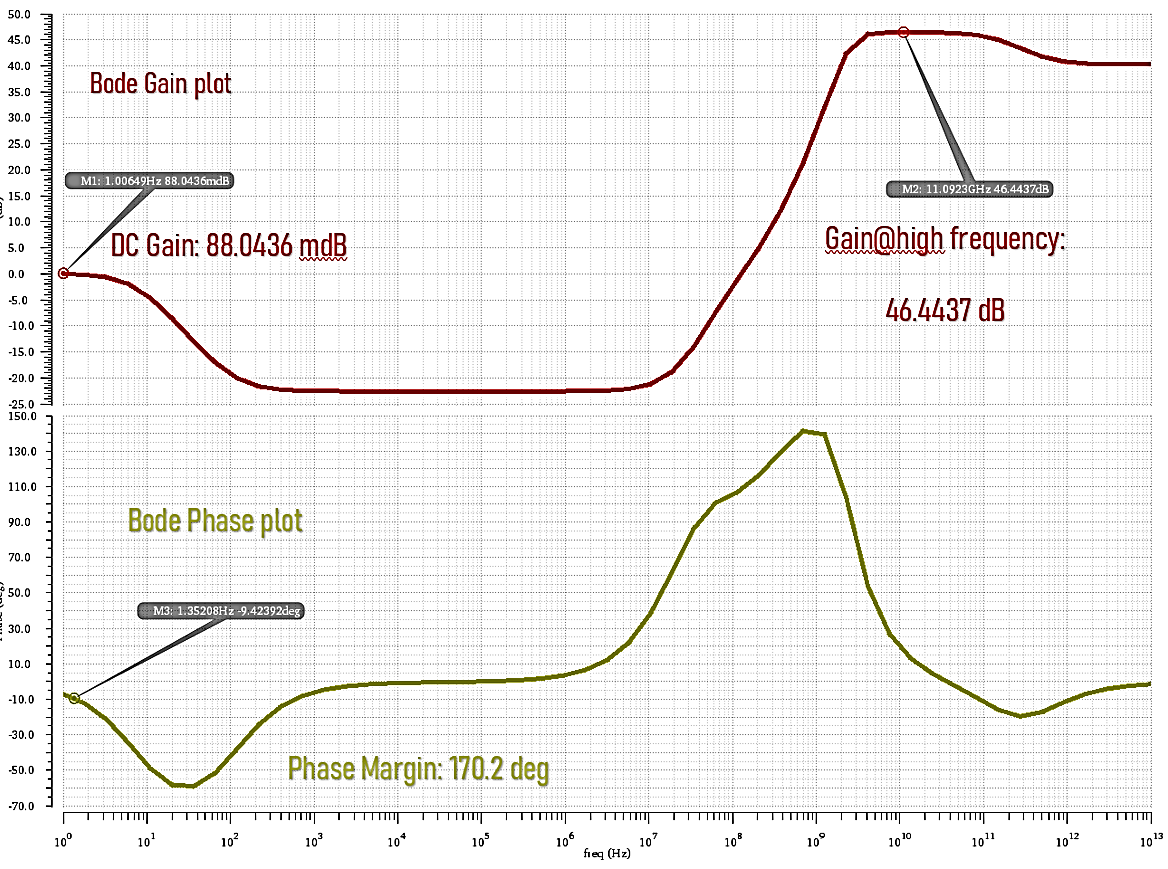 50.0
45.0
40.0
35.0
30.0
25.0
20.0
15.0
10.0
5.0
0.0
-5.0
-10.0
-15.0
-20.0
-25.0
Bode Gain plot
M1: 1.00649Hz 88.0436mdB
DC Gain: 88.0436 mdB
M2: 11.0923GHz 46.4437dB
Gain@high frequency:
46.4437 dB
150.0
130.0
110.0
90.0
70.0
50.0
30.0
10.0
-10.0
-30.0
-50.0
-70.0
Bode Phase plot
M3: 1.35208Hz -9.42392deg
Phase Margin: 170.2 deg
10⁰ 10¹ 10² 10³ 10⁴ 10⁵ 10⁶ 10⁷ 10⁸ 10⁹ 10¹⁰ 10¹¹ 10¹² 10¹³
freq (Hz)